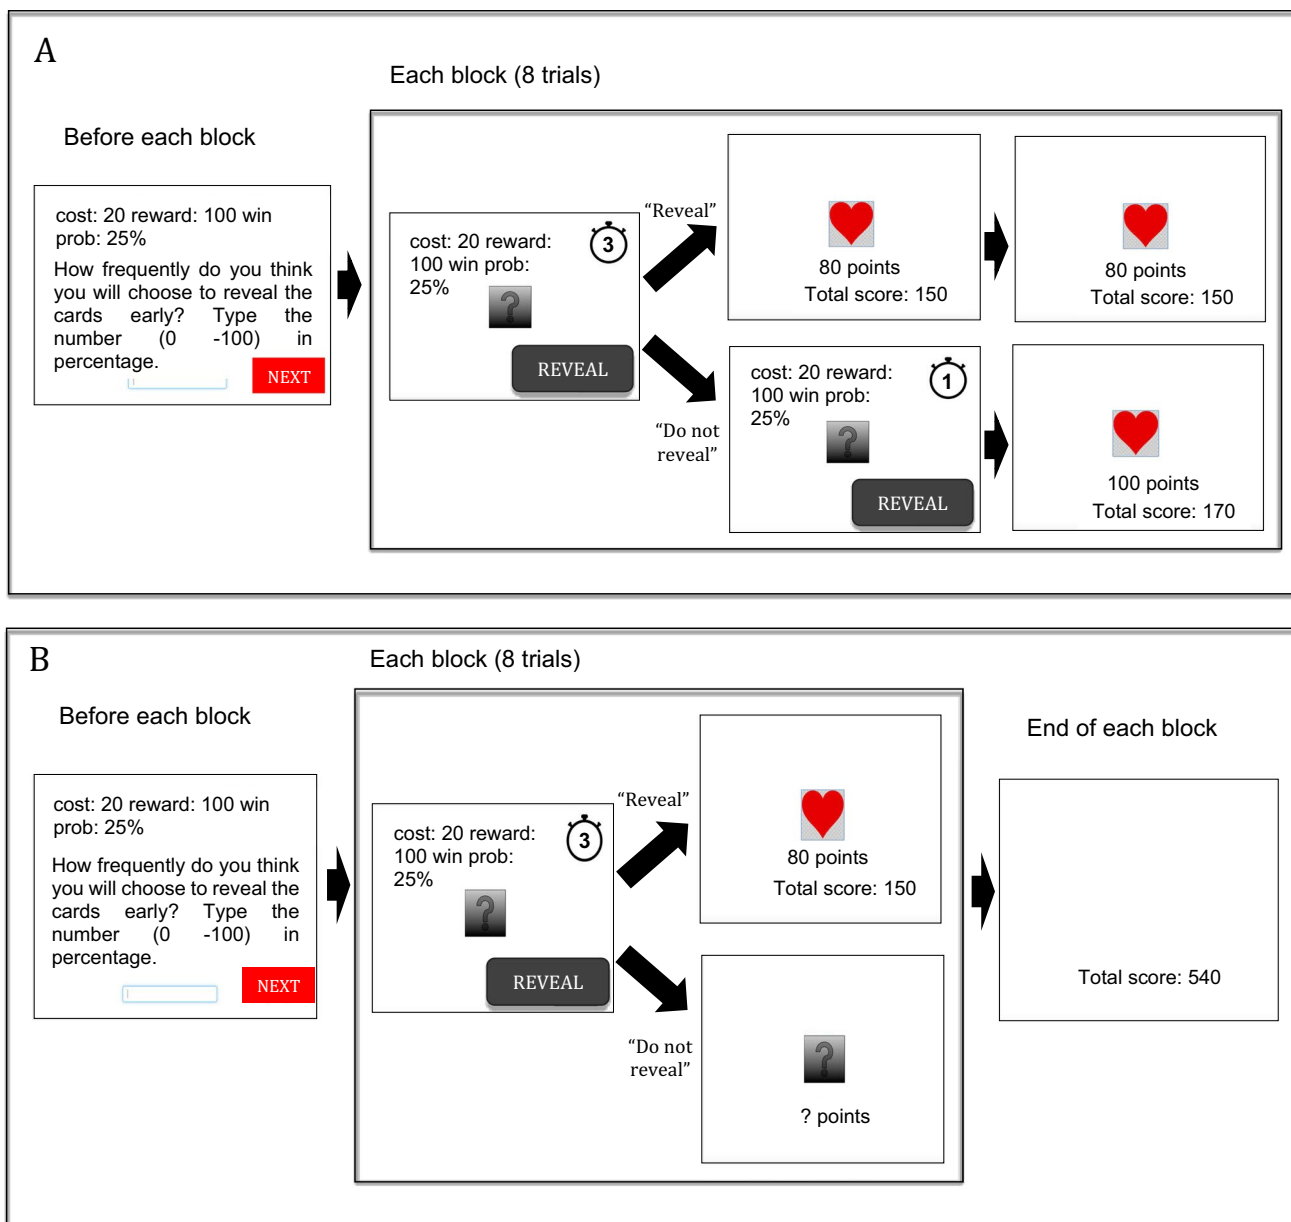 A
Each block (8 trials)
Before each block
cost: 20 reward: 100 win
prob: 25%
How frequently do you think
you will choose to reveal the
cards early? Type the
number (0 -100) in
percentage.
NEXT
cost: 20 reward:
100 win prob:
25%
3
?
REVEAL
“Reveal”
80 points
Total score: 150
80 points
Total score: 150
“Do not
reveal”
cost: 20 reward:
100 win prob:
25%
1
?
REVEAL
100 points
Total score: 170
B
Each block (8 trials)
Before each block
cost: 20 reward: 100 win
prob: 25%
How frequently do you think
you will choose to reveal the
cards early? Type the
number (0 -100) in
percentage.
NEXT
cost: 20 reward:
100 win prob:
25%
3
?
REVEAL
“Reveal”
80 points
Total score: 150
“Do not
reveal”
?
? points
End of each block
Total score: 540